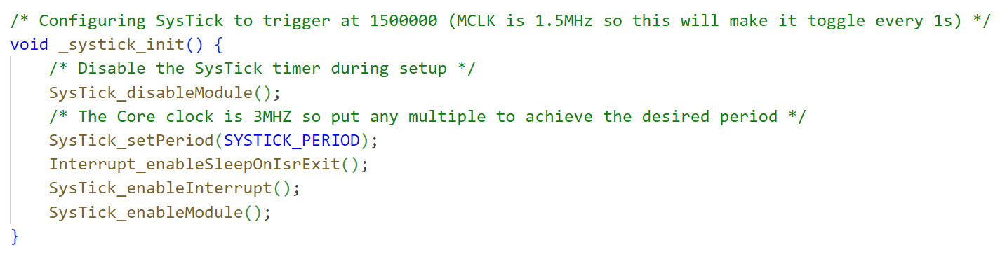 /* Configuring SysTick to trigger at 1500000 (MCLK is 1.5MHz so this will make it toggle every 1s) */
void _systick_init() {
    /* Disable the SysTick timer during setup */
    SysTick_disableModule();
    /* The Core clock is 3MHZ so put any multiple to achieve the desired period */
    SysTick_setPeriod(SYSTICK_PERIOD);
    Interrupt_enableSleepOnIsrExit();
    SysTick_enableInterrupt();
    SysTick_enableModule();
}